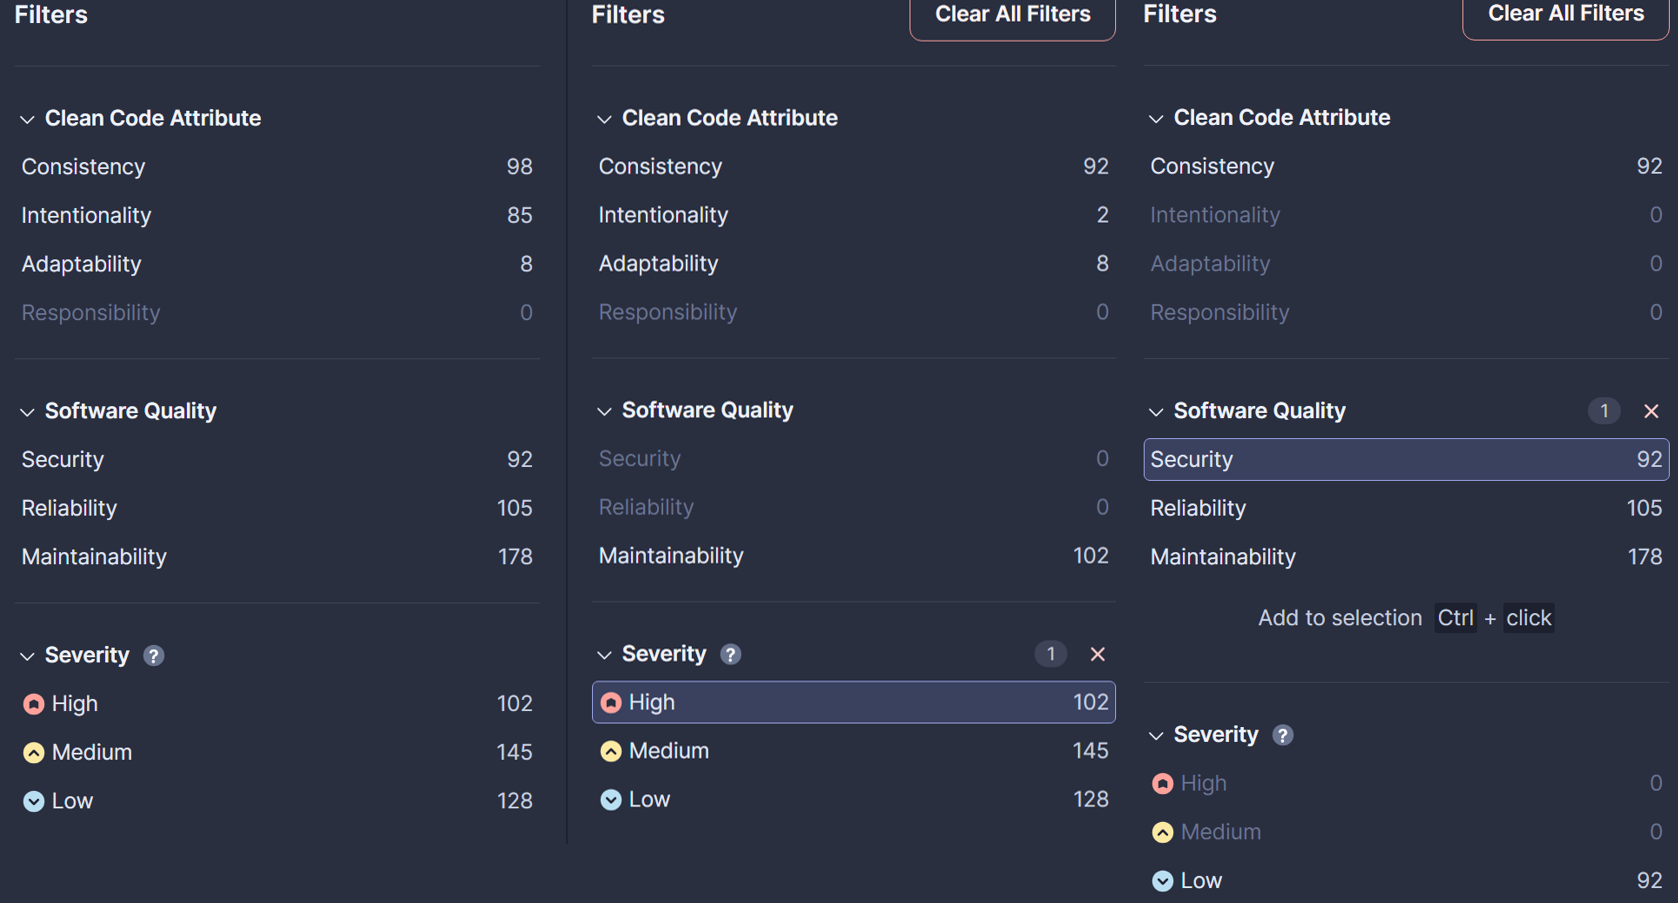 Filters
Clean Code Attribute
Consistency 98
Intentionality 85
Adaptability 8
Responsibility 0
Software Quality
Security 92
Reliability 105
Maintainability 178
Severity ?
High 102
Medium 145
Low 128
Filters Clear All Filters
Clean Code Attribute
Consistency 92
Intentionality 2
Adaptability 8
Responsibility 0
Software Quality
Security 0
Reliability 0
Maintainability 102
Severity ? 1
High 102
Medium 145
Low 128
Filters Clear All Filters
Clean Code Attribute
Consistency 92
Intentionality 0
Adaptability 0
Responsibility 0
Software Quality 1
Security 92
Reliability 105
Maintainability 178
Add to selection Ctrl + click
Severity ?
High 0
Medium 0
Low 92